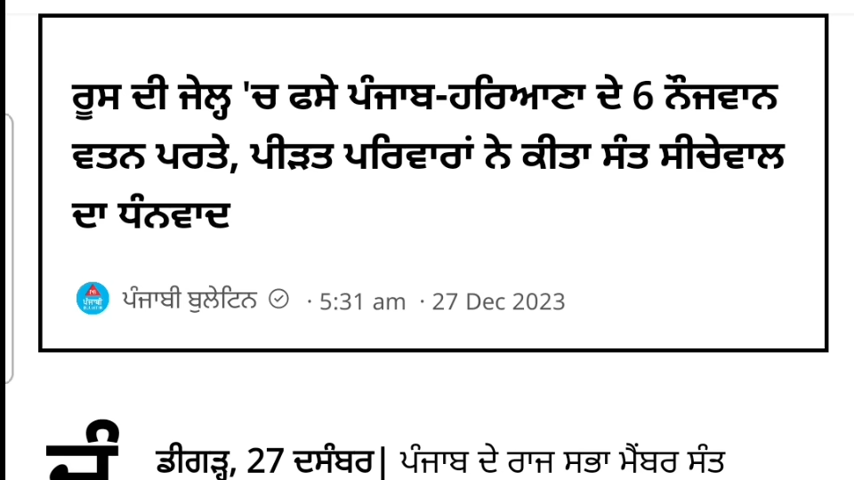 ਰੂਸ ਦੀ ਜੇਲ੍ਹ 'ਚ ਫਸੇ ਪੰਜਾਬ-ਹਰਿਆਣਾ ਦੇ 6 ਨੌਜਵਾਨ
ਵਤਨ ਪਰਤੇ, ਪੀੜਤ ਪਰਿਵਾਰਾਂ ਨੇ ਕੀਤਾ ਸੰਤ ਸੀਚੇਵਾਲ
ਦਾ ਧੰਨਵਾਦ
ਪੰਜਾਬੀ ਬੁਲੇਟਿਨ · 5:31 am · 27 Dec 2023
ਡੀਗੜ੍ਹ, 27 ਦਸੰਬਰ| ਪੰਜਾਬ ਦੇ ਰਾਜ ਸਭਾ ਮੈਂਬਰ ਸੰਤ